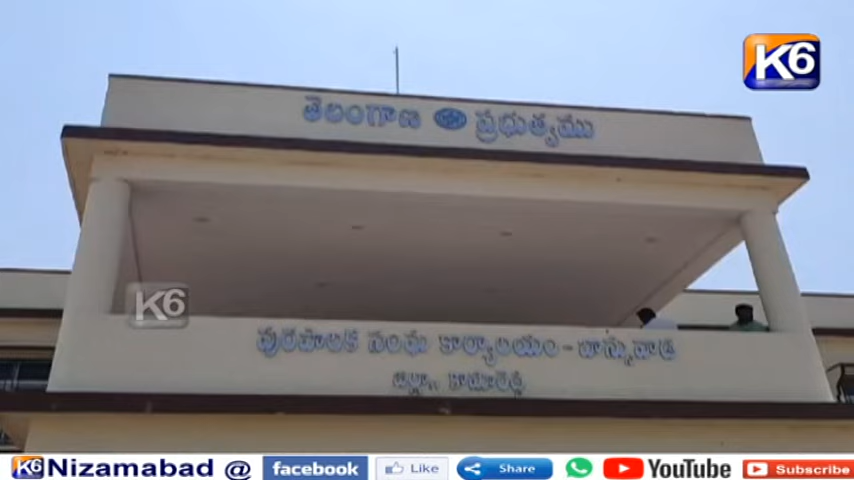 K6
తెలంగాణ ప్రభుత్వము
K6
పురపాలక సంఘ కార్యాలయం - బాన్సువాడ
జిల్లా., కామారెడ్డి
K6 Nizamabad @ facebook Like Share YouTube Subscribe